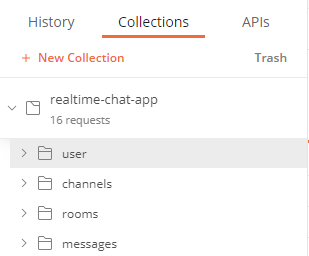 History Collections APIs
+ New Collection Trash
realtime-chat-app
16 requests
user
channels
rooms
messages